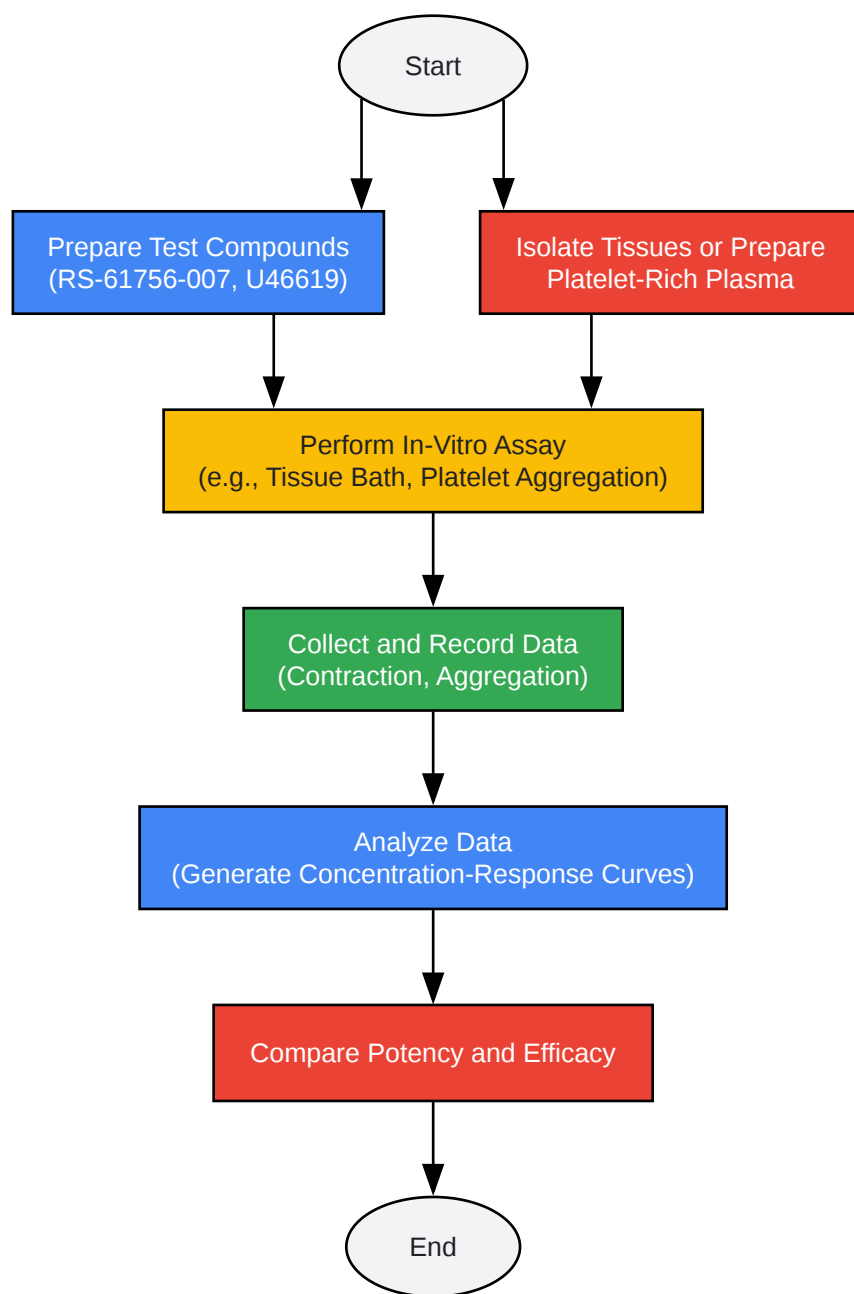 Start
Prepare Test Compounds
(RS-61756-007, U46619)
Isolate Tissues or Prepare
Platelet-Rich Plasma
Perform In-Vitro Assay
(e.g., Tissue Bath, Platelet Aggregation)
Collect and Record Data
(Contraction, Aggregation)
Analyze Data
(Generate Concentration-Response Curves)
Compare Potency and Efficacy
End